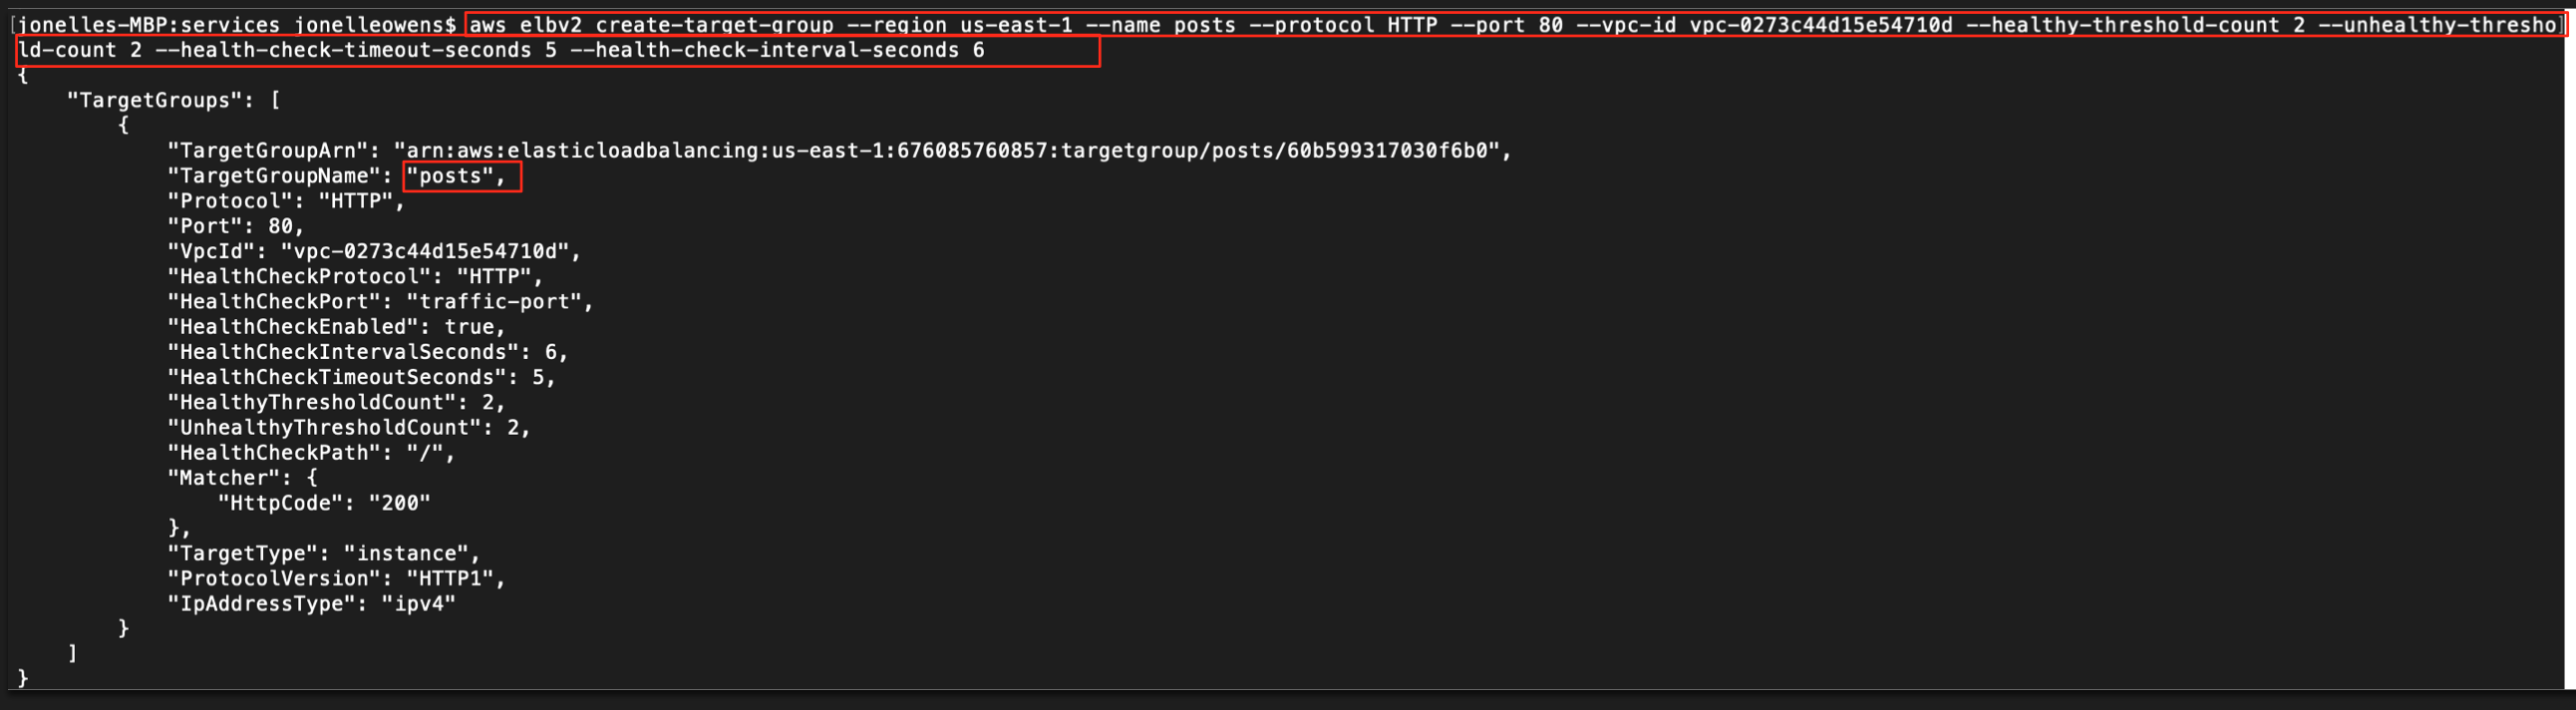 jonelles-MBP:services jonelleowens$ aws elbv2 create-target-group --region us-east-1 --name posts --protocol HTTP --port 80 --vpc-id vpc-0273c44d15e54710d --healthy-threshold-count 2 --unhealthy-thresho
ld-count 2 --health-check-timeout-seconds 5 --health-check-interval-seconds 6
{
    "TargetGroups": [
        {
            "TargetGroupArn": "arn:aws:elasticloadbalancing:us-east-1:676085760857:targetgroup/posts/60b599317030f6b0",
            "TargetGroupName": "posts",
            "Protocol": "HTTP",
            "Port": 80,
            "VpcId": "vpc-0273c44d15e54710d",
            "HealthCheckProtocol": "HTTP",
            "HealthCheckPort": "traffic-port",
            "HealthCheckEnabled": true,
            "HealthCheckIntervalSeconds": 6,
            "HealthCheckTimeoutSeconds": 5,
            "HealthyThresholdCount": 2,
            "UnhealthyThresholdCount": 2,
            "HealthCheckPath": "/",
            "Matcher": {
                "HttpCode": "200"
            },
            "TargetType": "instance",
            "ProtocolVersion": "HTTP1",
            "IpAddressType": "ipv4"
        }
    ]
}